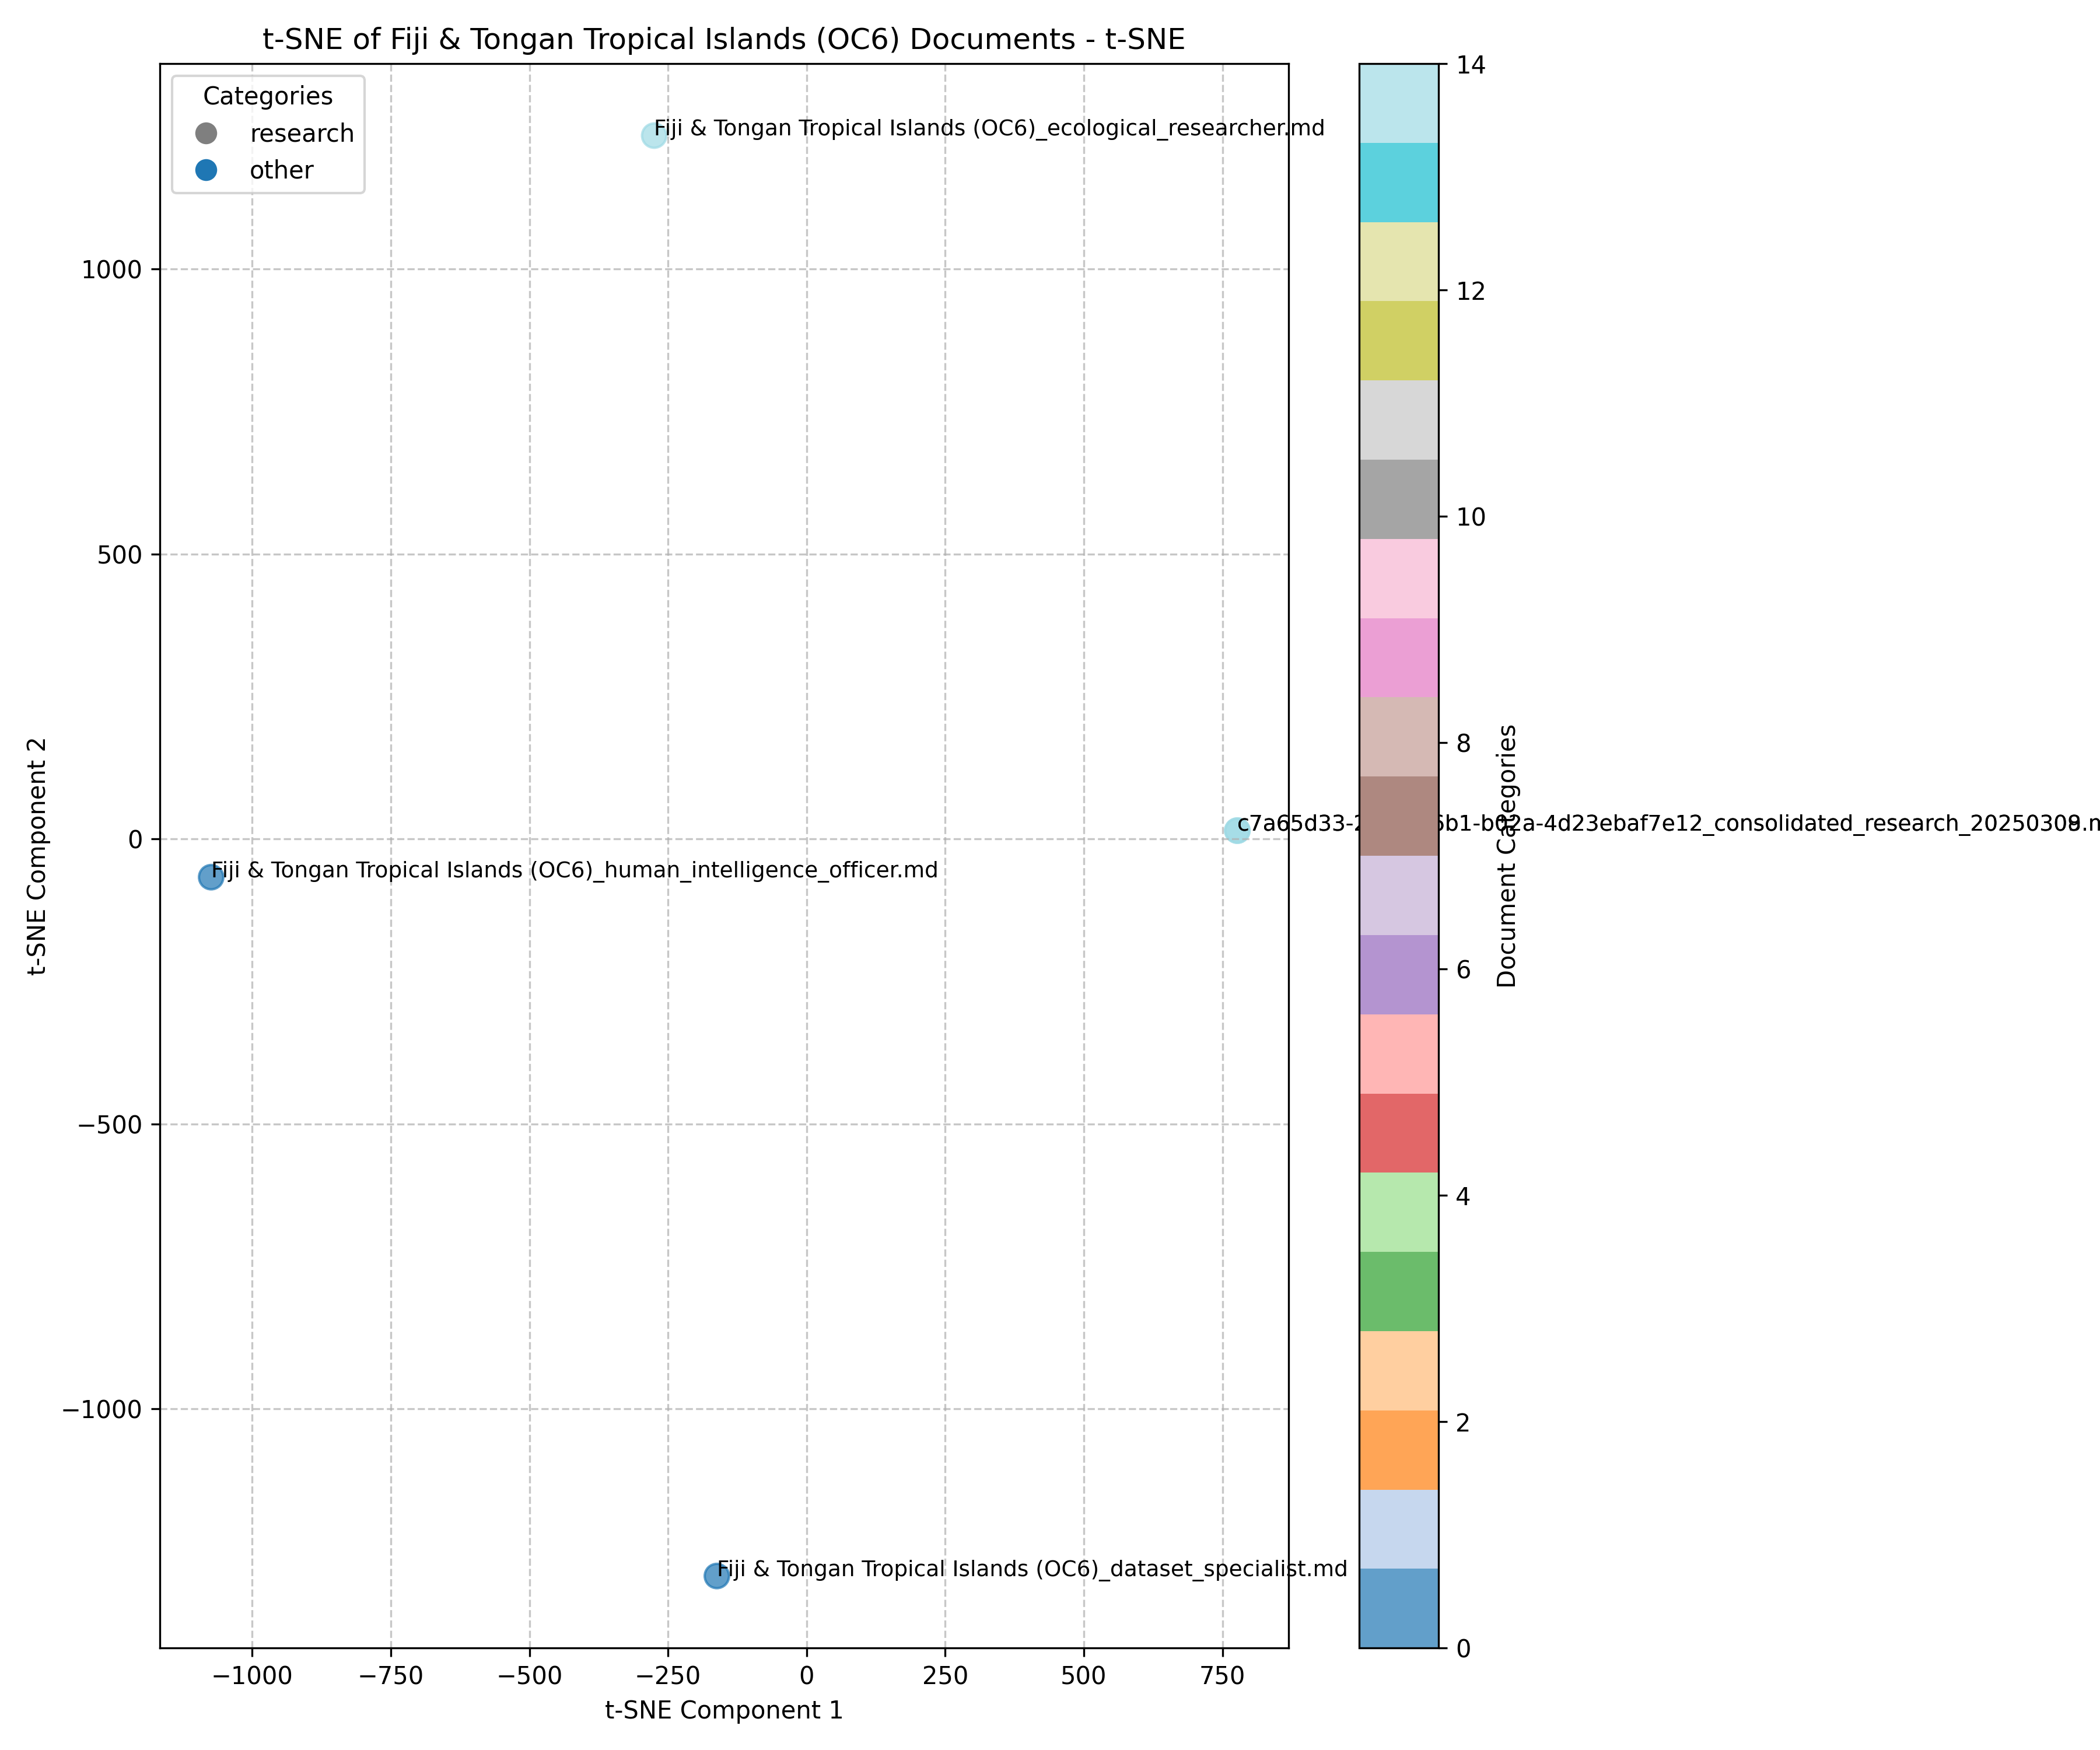 t-SNE of Fiji & Tongan Tropical Islands (OC6) Documents - t-SNE
Categories
research
other
Fiji & Tongan Tropical Islands (OC6)_ecological_researcher.md
Fiji & Tongan Tropical Islands (OC6)_human_intelligence_officer.md
Fiji & Tongan Tropical Islands (OC6)_dataset_specialist.md
t-SNE Component 2
1000
500
0
−500
−1000
−1000
−750
−500
−250
0
250
500
750
t-SNE Component 1
14
12
10
8
6
4
2
0
Document Categories